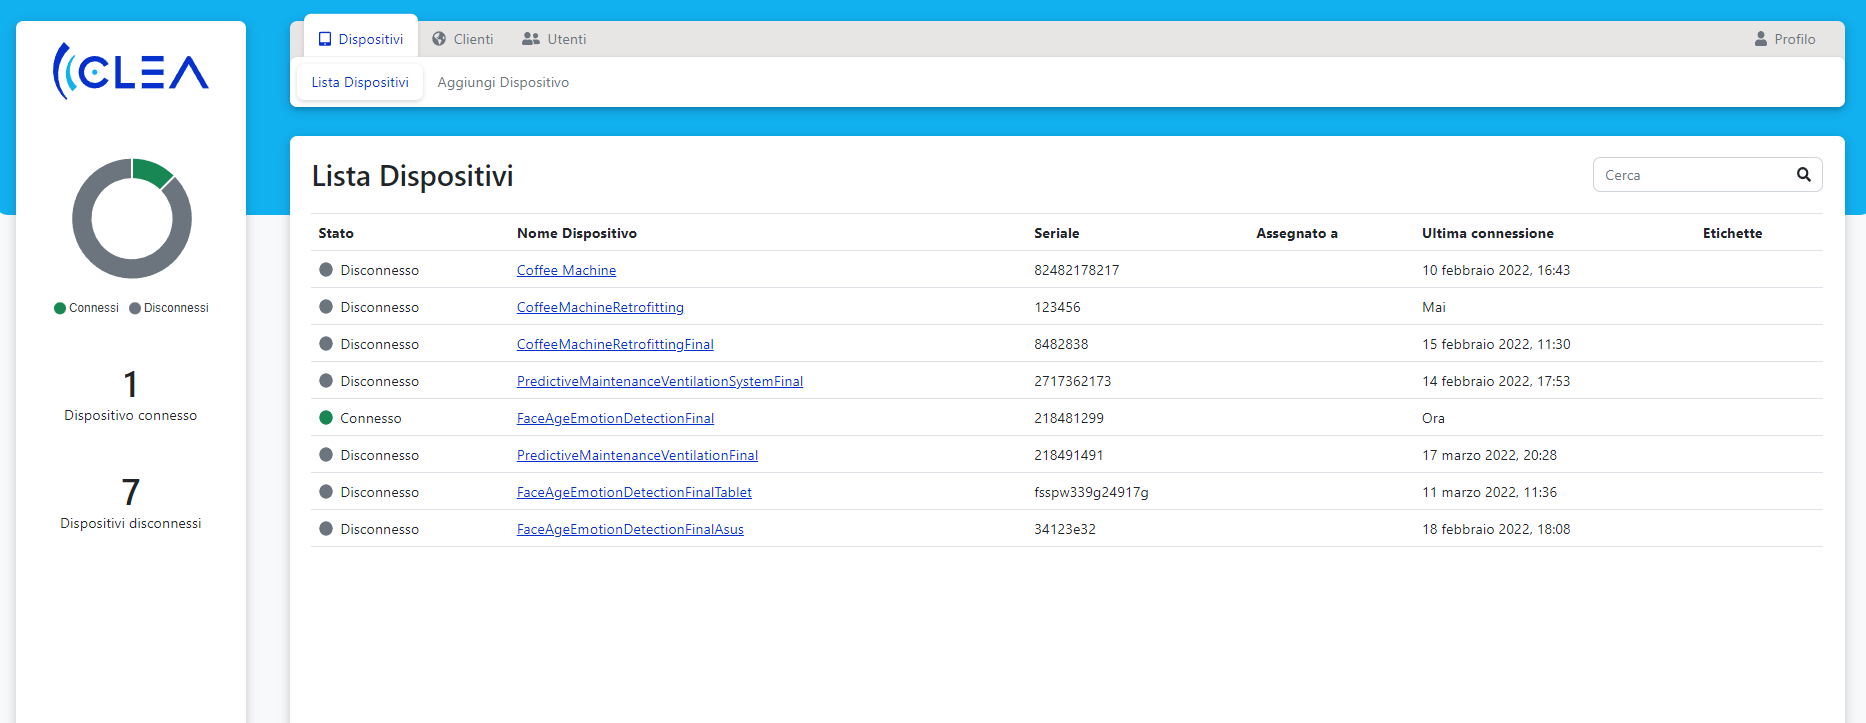 CLEA
Connessi Disconnessi
1
Dispositivo connesso
7
Dispositivi disconnessi
Dispositivi Clienti Utenti Profilo
Lista Dispositivi Aggiungi Dispositivo
Lista Dispositivi Cerca
Stato Nome Dispositivo Seriale Assegnato a Ultima connessione Etichette
Disconnesso Coffee Machine 82482178217 10 febbraio 2022, 16:43
Disconnesso CoffeeMachineRetrofitting 123456 Mai
Disconnesso CoffeeMachineRetrofittingFinal 8482838 15 febbraio 2022, 11:30
Disconnesso PredictiveMaintenanceVentilationSystemFinal 2717362173 14 febbraio 2022, 17:53
Connesso FaceAgeEmotionDetectionFinal 218481299 Ora
Disconnesso PredictiveMaintenanceVentilationFinal 218491491 17 marzo 2022, 20:28
Disconnesso FaceAgeEmotionDetectionFinalTablet fsspw339g24917g 11 marzo 2022, 11:36
Disconnesso FaceAgeEmotionDetectionFinalAsus 34123e32 18 febbraio 2022, 18:08